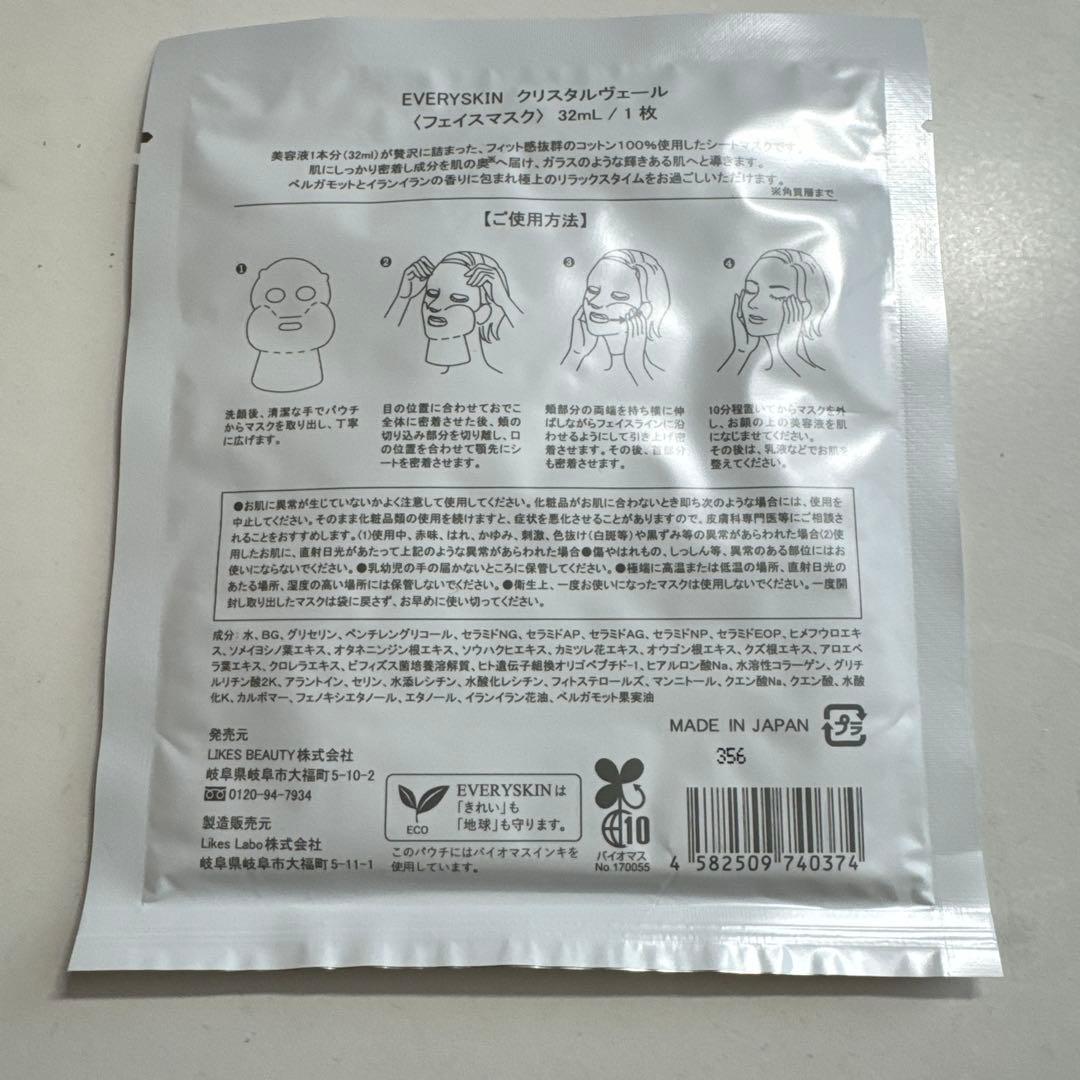 EVERYSKIN クリスタルヴェール
〈フェイスマスク〉 32mL / 1 枚
美容液1本分(32ml)が贅沢に詰まった、フィット感抜群のコットン100%使用したシートマスクです。
肌にしっかり密着し成分を肌の奥※へ届け、ガラスのような輝きある肌へと導きます。
ベルガモットとイランイランの香りに包まれ極上のリラックスタイムをお過ごしいただけます。
※角質層まで
【ご使用方法】
❶
洗顔後、清潔な手でパウチ
からマスクを取り出し、丁寧
に広げます。
❷
目の位置に合わせておでこ
全体に密着させた後、頬の
切り込み部分を切り離し、口
の位置を合わせて顎先にシ
ートを密着させます。
❸
頬部分の両端を持ち横に伸
ばしながらフェイスラインに沿
わせるようにして引き上げ密
着させます。その後、首部分
も密着させます。
❹
10分程置いてからマスクを外
し、お顔の上の美容液を肌
になじませてください。
その後は、乳液などでお肌を
整えてください。
●お肌に異常が生じていないかよく注意して使用してください。化粧品がお肌に合わないとき即ち次のような場合には、使用を
中止してください。そのまま化粧品類の使用を続けますと、症状を悪化させることがありますので、皮膚科専門医等にご相談さ
れることをおすすめします。(1)使用中、赤味、はれ、かゆみ、刺激、色抜け(白斑等)や黒ずみ等の異常があらわれた場合(2)使
用したお肌に、直射日光があたって上記のような異常があらわれた場合●傷やはれもの、しっしん等、異常のある部位にはお
使いにならないでください。●乳幼児の手の届かないところに保管してください。●極端に高温または低温の場所、直射日光の
あたる場所、湿度の高い場所には保管しないでください。●衛生上、一度お使いになったマスクは使用しないでください。一度開
封し取り出したマスクは袋に戻さず、お早めに使い切ってください。
成分：水、BG、グリセリン、ペンチレングリコール、セラミドNG、セラミドAP、セラミドAG、セラミドNP、セラミドEOP、ヒメフウロエキ
ス、ソメイヨシノ葉エキス、オタネニンジン根エキス、ソウハクヒエキス、カミツレ花エキス、オウゴン根エキス、クズ根エキス、アロエベ
ラ葉エキス、クロレラエキス、ビフィズス菌培養溶解質、ヒト遺伝子組換オリゴペプチド-1、ヒアルロン酸Na、水溶性コラーゲン、グリチ
ルリチン酸2K、アラントイン、セリン、水添レシチン、水酸化レシチン、フィトステロールズ、マンニトール、クエン酸Na、クエン酸、水酸
化K、カルボマー、フェノキシエタノール、エタノール、イランイラン花油、ベルガモット果実油
MADE IN JAPAN プラ
356
発売元
LIKES BEAUTY株式会社
岐阜県岐阜市大福町5-10-2
0120-94-7934
製造販売元
Likes Labo株式会社
岐阜県岐阜市大福町5-11-1
ECO
EVERYSKINは
「きれい」も
「地球」も守ります。
このパウチにはバイオマスインキを
使用しています。
10
バイオマス
No.170055
4 582509 740374